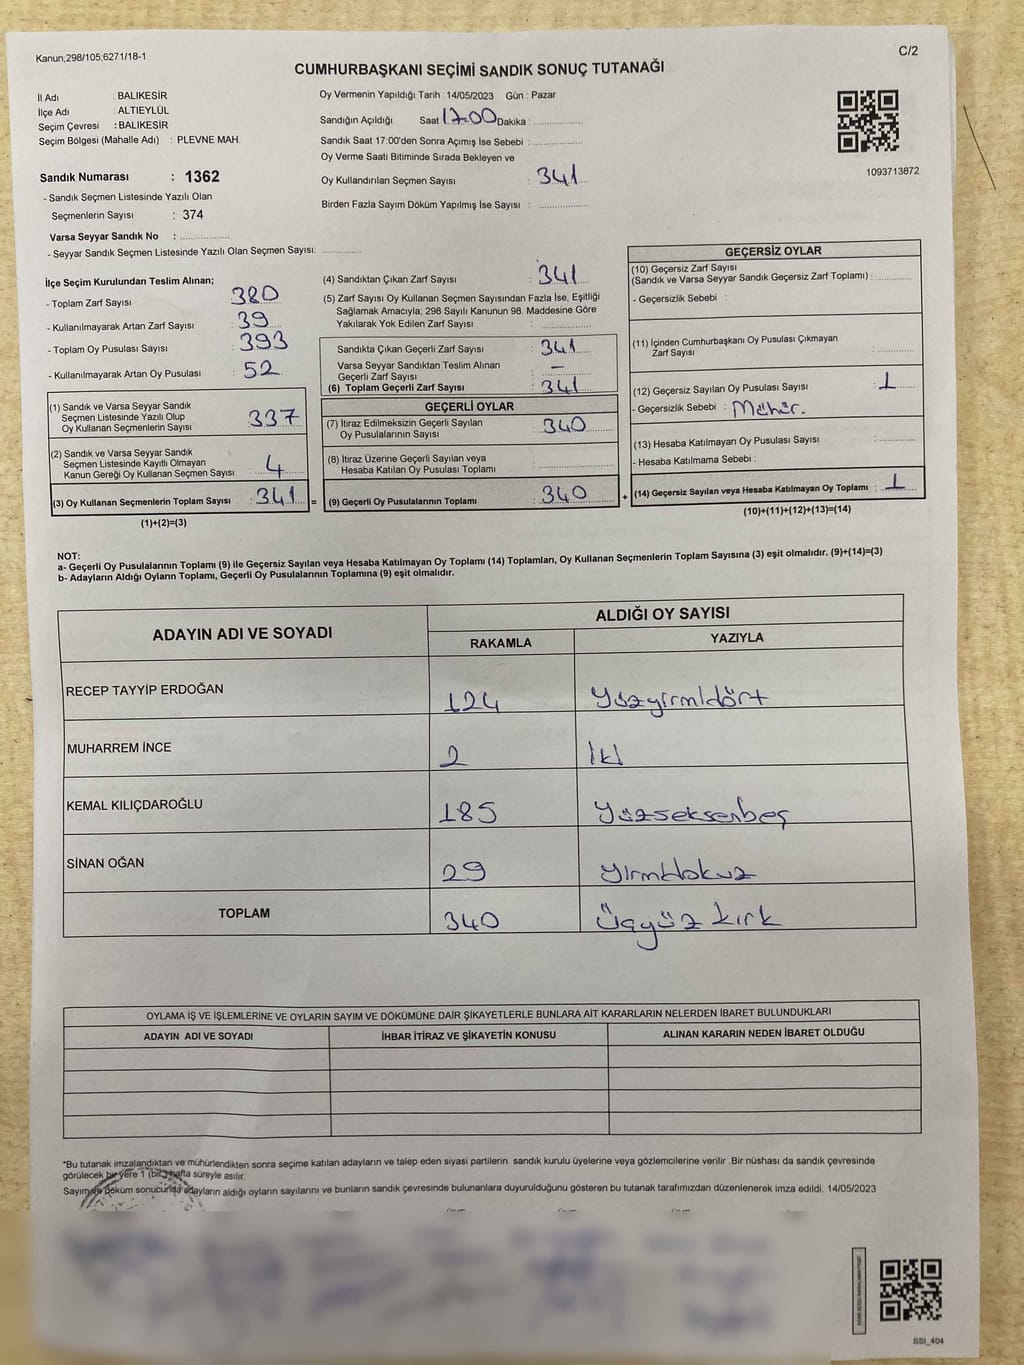 Kanun;298/105;6271/18-1
C/2
CUMHURBAŞKANI SEÇİMİ SANDIK SONUÇ TUTANAĞI
İl Adı : BALIKESİR
İlçe Adı : ALTIEYLÜL
Seçim Çevresi : BALIKESİR
Seçim Bölgesi (Mahalle Adı) : PLEVNE MAH.
Sandık Numarası : 1362
- Sandık Seçmen Listesinde Yazılı Olan
Seçmenlerin Sayısı : 374
Varsa Seyyar Sandık No :
- Seyyar Sandık Seçmen Listesinde Yazılı Olan Seçmen Sayısı:
Oy Vermenin Yapıldığı Tarih : 14/05/2023 Gün : Pazar
Sandığın Açıldığı Saat 17.00 Dakika :
Sandık Saat 17:00'den Sonra Açımış İse Sebebi :
Oy Verme Saati Bitiminde Sırada Bekleyen ve
Oy Kullandırılan Seçmen Sayısı : 341
Birden Fazla Sayım Döküm Yapılmış İse Sayısı :
1093713872
İlçe Seçim Kurulundan Teslim Alınan;
- Toplam Zarf Sayısı : 380
- Kullanılmayarak Artan Zarf Sayısı : 39
- Toplam Oy Pusulası Sayısı : 393
- Kullanılmayarak Artan Oy Pusulası : 52
(1) Sandık ve Varsa Seyyar Sandık
Seçmen Listesinde Yazılı Olup
Oy Kullanan Seçmenlerin Sayısı : 337
(2) Sandık ve Varsa Seyyar Sandık
Seçmen Listesinde Kayıtlı Olmayan
Kanun Gereği Oy Kullanan Seçmen Sayısı : 4
(3) Oy Kullanan Seçmenlerin Toplam Sayısı : 341 =
(1)+(2)=(3)
(4) Sandıktan Çıkan Zarf Sayısı : 341
(5) Zarf Sayısı Oy Kullanan Seçmen Sayısından Fazla İse, Eşitliği
Sağlamak Amacıyla; 298 Sayılı Kanunun 98. Maddesine Göre
Yakılarak Yok Edilen Zarf Sayısı :
Sandıkta Çıkan Geçerli Zarf Sayısı : 341
Varsa Seyyar Sandıktan Teslim Alınan
Geçerli Zarf Sayısı : -
(6) Toplam Geçerli Zarf Sayısı : 341
GEÇERLİ OYLAR
(7) İtiraz Edilmeksizin Geçerli Sayılan
Oy Pusulalarının Sayısı : 340
(8) İtiraz Üzerine Geçerli Sayılan veya
Hesaba Katılan Oy Pusulası Toplamı :
(9) Geçerli Oy Pusulalarının Toplamı : 340 +
GEÇERSİZ OYLAR
(10) Geçersiz Zarf Sayısı
(Sandık ve Varsa Seyyar Sandık Geçersiz Zarf Toplamı) :
- Geçersizlik Sebebi :
(11) İçinden Cumhurbaşkanı Oy Pusulası Çıkmayan
Zarf Sayısı :
(12) Geçersiz Sayılan Oy Pusulası Sayısı : 1
- Geçersizlik Sebebi : Mühür.
(13) Hesaba Katılmayan Oy Pusulası Sayısı :
- Hesaba Katılmama Sebebi :
(14) Geçersiz Sayılan veya Hesaba Katılmayan Oy Toplamı : 1
(10)+(11)+(12)+(13)=(14)
NOT:
a- Geçerli Oy Pusulalarının Toplamı (9) ile Geçersiz Sayılan veya Hesaba Katılmayan Oy Toplamı (14) Toplamları, Oy Kullanan Seçmenlerin Toplam Sayısına (3) eşit olmalıdır. (9)+(14)=(3)
b- Adayların Aldığı Oyların Toplamı, Geçerli Oy Pusulalarının Toplamına (9) eşit olmalıdır.
ADAYIN ADI VE SOYADI
ALDIĞI OY SAYISI
RAKAMLA YAZIYLA
RECEP TAYYİP ERDOĞAN 124 Yüzyirmidört
MUHARREM İNCE 2 İki
KEMAL KILIÇDAROĞLU 185 Yüzseksenbeş
SİNAN OĞAN 29 yirmidokuz
TOPLAM 340 Üçyüz kırk
OYLAMA İŞ VE İŞLEMLERİNE VE OYLARIN SAYIM VE DÖKÜMÜNE DAİR ŞİKAYETLERLE BUNLARA AİT KARARLARIN NELERDEN İBARET BULUNDUKLARI
ADAYIN ADI VE SOYADI İHBAR İTİRAZ VE ŞİKAYETİN KONUSU ALINAN KARARIN NEDEN İBARET OLDUĞU
*Bu tutanak imzalandıktan ve mühürlendikten sonra seçime katılan adayların ve talep eden siyasi partilerin sandık kurulu üyelerine veya gözlemcilerine verilir .Bir nüshası da sandık çevresinde
görülecek bir yere 1 (bir) hafta süreyle asılır.
Sayım ve döküm sonucunda adayların aldığı oyların sayılarını ve bunların sandık çevresinde bulunanlara duyurulduğunu gösteren bu tutanak tarafımızdan düzenlenerek imza edildi. 14/05/2023
SSI_404